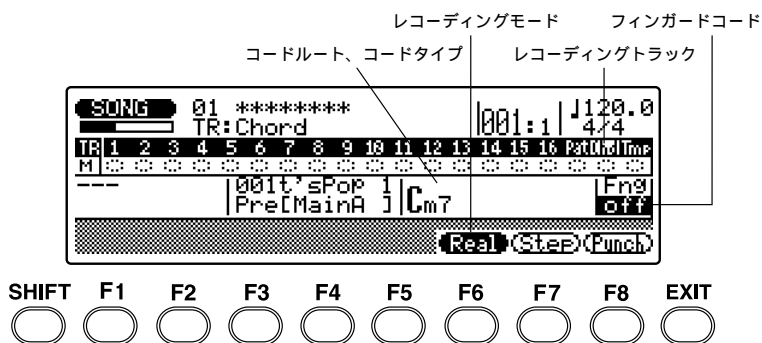 レコーディングモード
フィンガードコード
コードルート、コードタイプ
レコーディングトラック
SONG 01 ******** 001:1 ♩120.0
TR:Chord 4/4
TR 1 2 3 4 5 6 7 8 9 10 11 12 13 14 15 16 Pat Chd Tmp
M
--- 001t'sPop 1 Cm7 Fng
Pre[MainA ] off
Real Step Punch
SHIFT F1 F2 F3 F4 F5 F6 F7 F8 EXIT